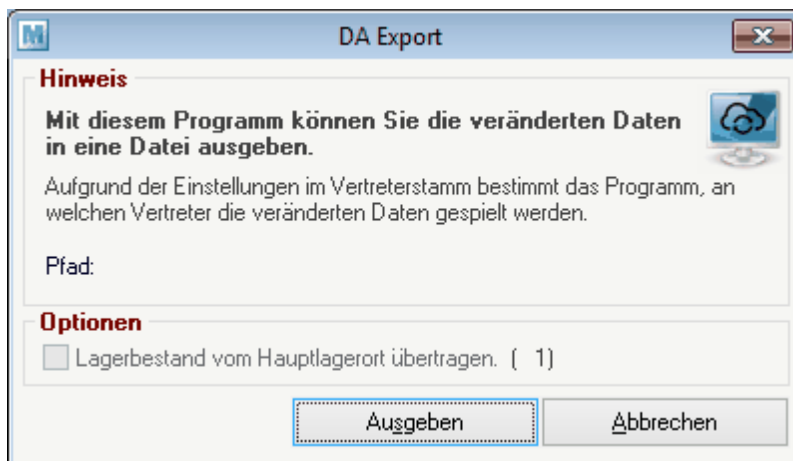 M
DA Export
Hinweis
Mit diesem Programm können Sie die veränderten Daten
in eine Datei ausgeben.
Aufgrund der Einstellungen im Vertreterstamm bestimmt das Programm, an
welchen Vertreter die veränderten Daten gespielt werden.
Pfad:
Optionen
Lagerbestand vom Hauptlagerort übertragen. ( 1)
Ausgeben
Abbrechen